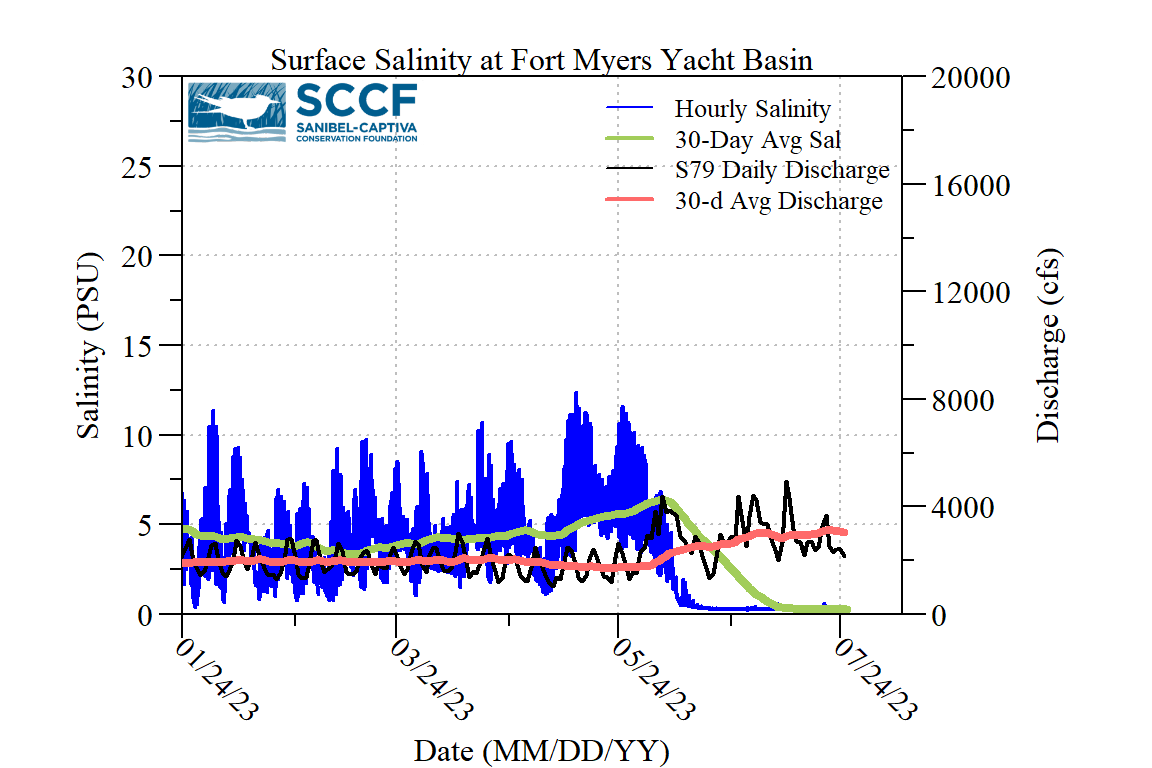 Surface Salinity at Fort Myers Yacht Basin
SCCF
SANIBEL-CAPTIVA
CONSERVATION FOUNDATION
Hourly Salinity
30-Day Avg Sal
S79 Daily Discharge
30-d Avg Discharge
30
25
20
15
10
5
0
Salinity (PSU)
20000
16000
12000
8000
4000
0
Discharge (cfs)
01/24/23
03/24/23
05/24/23
07/24/23
Date (MM/DD/YY)